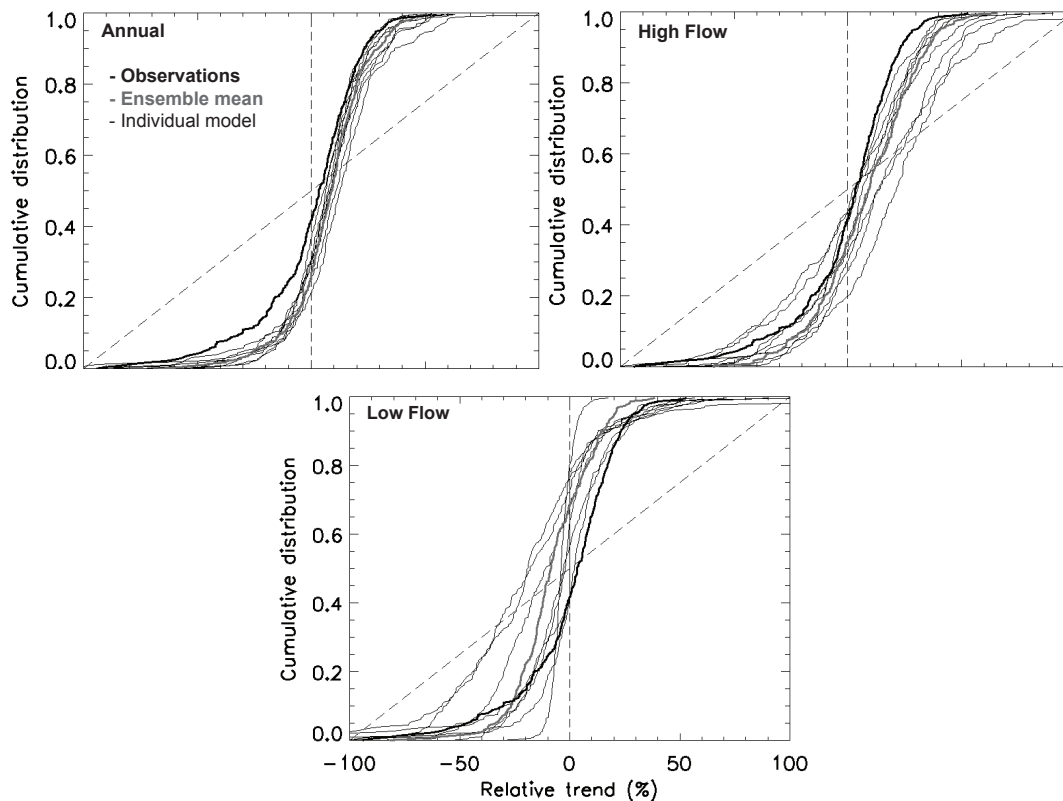 Annual
- Observations
- Ensemble mean
- Individual model
Cumulative distribution
1.0
0.8
0.6
0.4
0.2
0.0
High Flow
Cumulative distribution
1.0
0.8
0.6
0.4
0.2
0.0
Low Flow
Cumulative distribution
1.0
0.8
0.6
0.4
0.2
0.0
-100 -50 0 50 100
Relative trend (%)